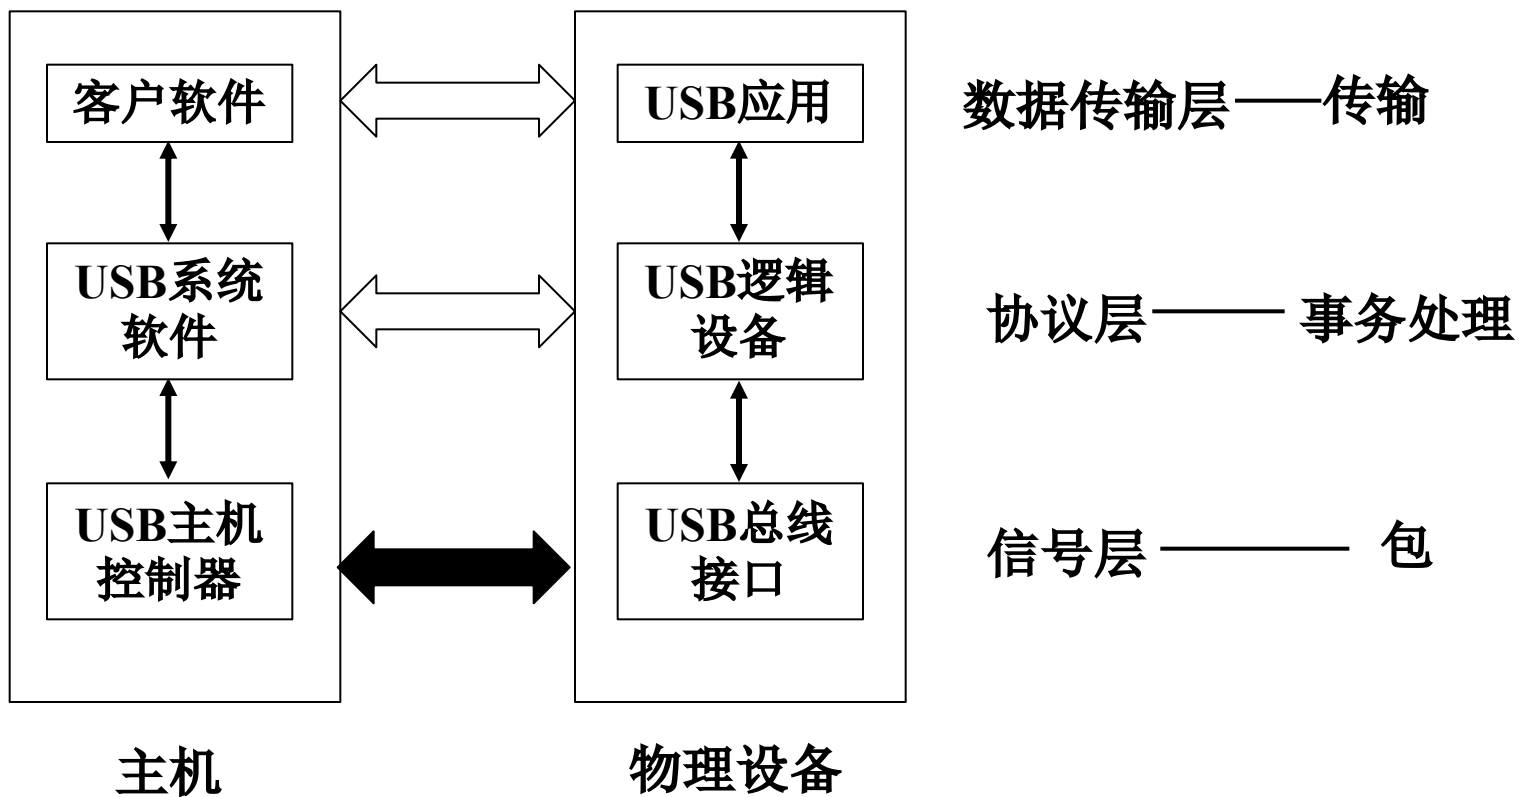 客户软件
USB应用
数据传输层
传输
USB系统
软件
USB逻辑
设备
协议层
事务处理
USB主机
控制器
USB总线
接口
信号层
包
主机
物理设备